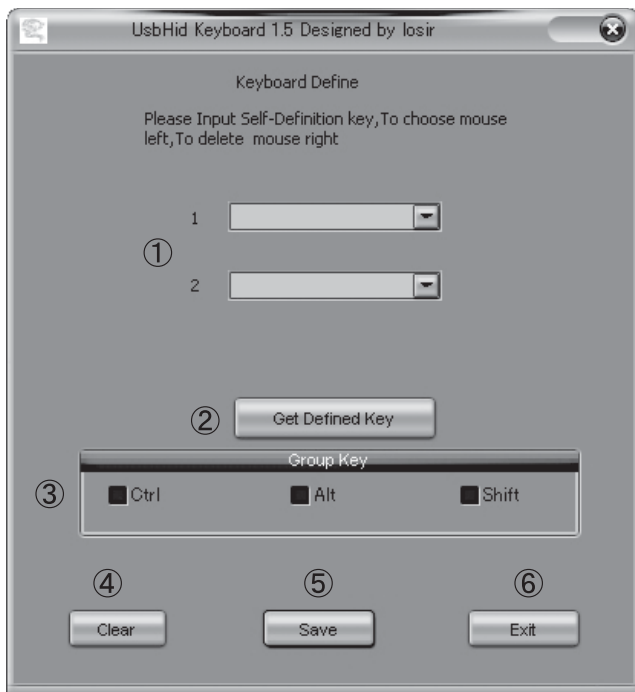 UsbHid Keyboard 1.5 Designed by losir
Keyboard Define
Please Input Self-Definition key,To choose mouse
left,To delete mouse right
1
①
2
② Get Defined Key
Group Key
③ Ctrl Alt Shift
④ ⑤ ⑥
Clear Save Exit